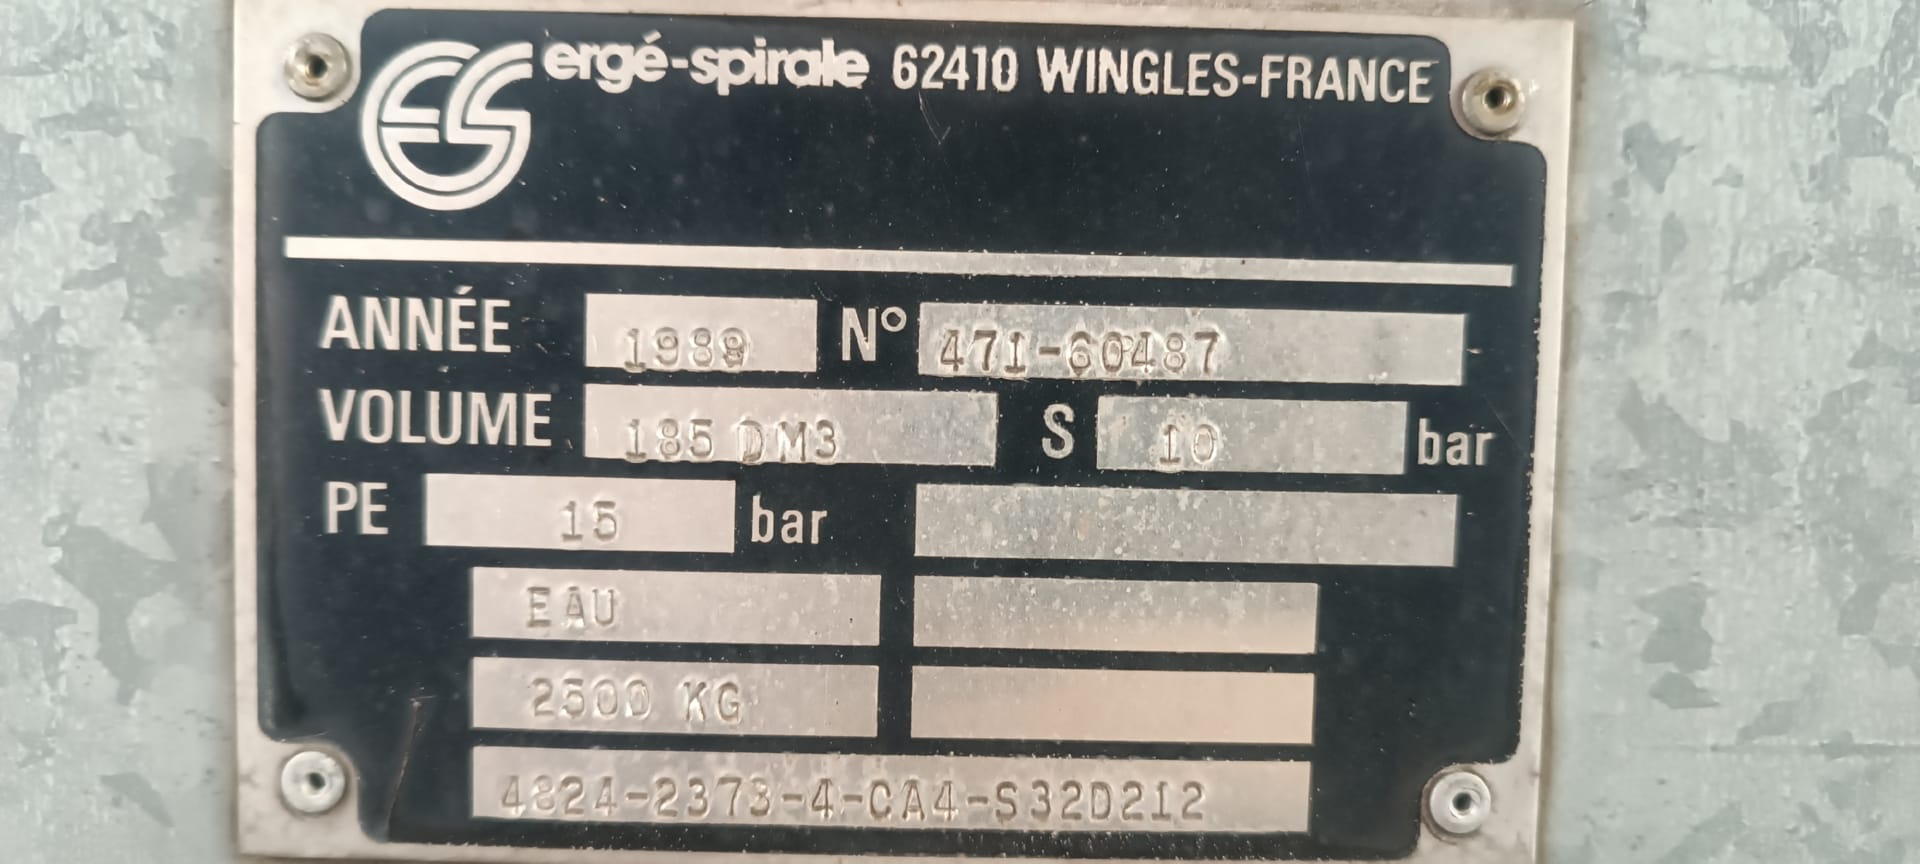 ES ergé-spirale 62410 WINGLES-FRANCE
ANNÉE 1989 N° 471-60487
VOLUME 185 DM3 S 10 bar
PE 15 bar
EAU
2500 KG
4824-2373-4-CA4-S32D212